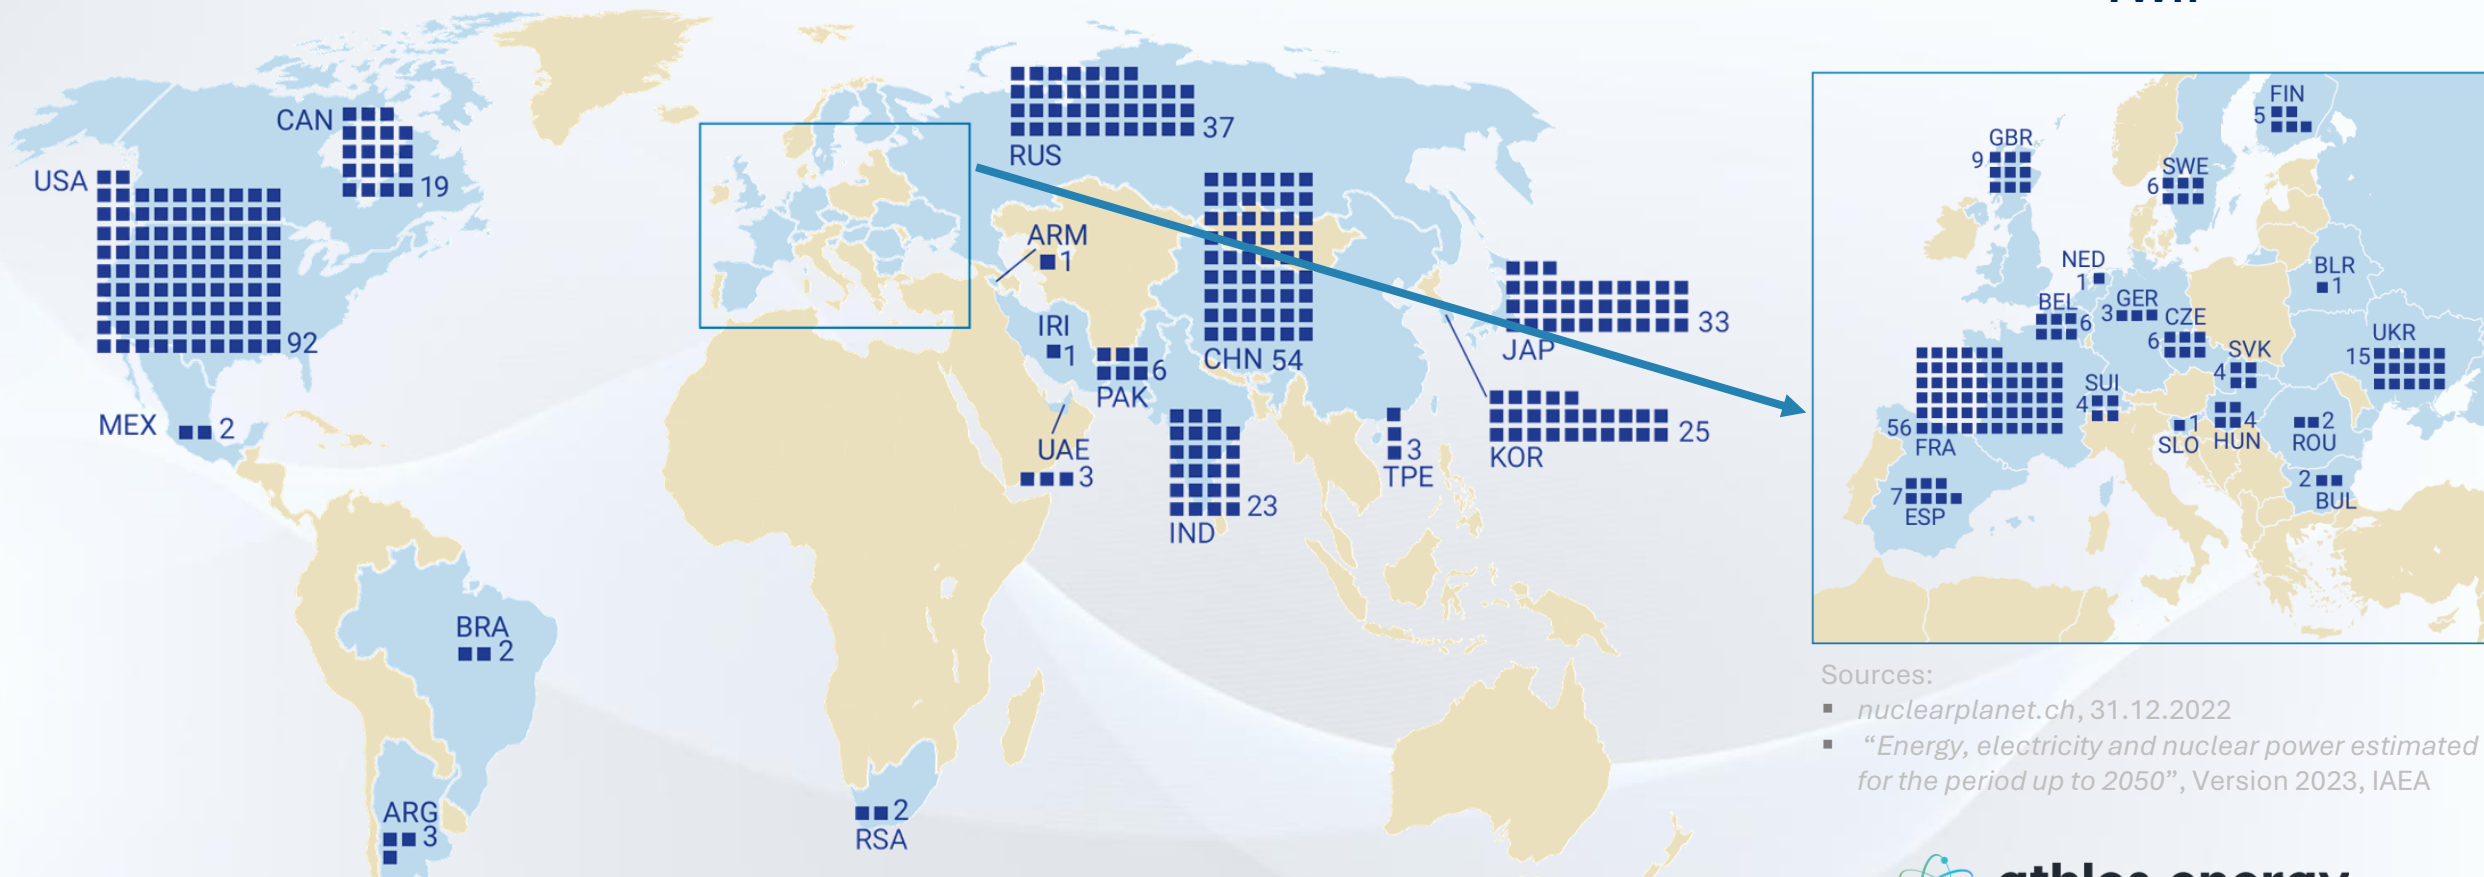 CAN
19
USA
92
MEX 2
BRA
2
ARG
3
RUS
37
ARM
1
IRI
1
PAK
6
UAE
3
CHN 54
IND
23
JAP
33
KOR
25
TPE
3
RSA
2
FIN
5
GBR
9
SWE
6
NED
1
BLR
1
BEL
6
GER
3
CZE
6
UKR
15
SVK
4
SUI
4
FRA
56
SLO
1
HUN
4
ROU
2
BUL
2
ESP
7
Sources:
▪ nuclearplanet.ch, 31.12.2022
▪ “Energy, electricity and nuclear power estimated
for the period up to 2050”, Version 2023, IAEA